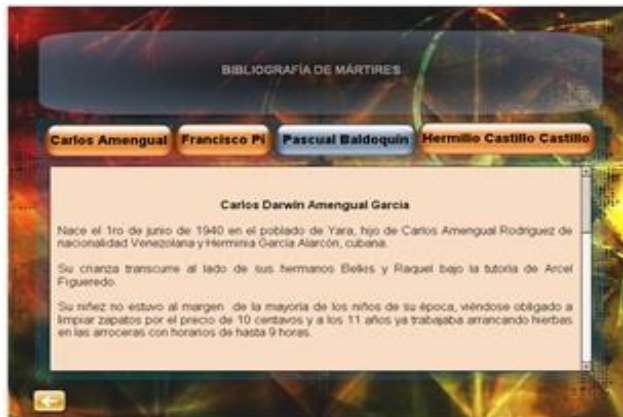 BIBLIOGRAFÍA DE MÁRTIRES
Carlos Amengual Francisco Pí Pascual Baldoquín Hermilio Castillo Castillo
Carlos Darwin Amengual García
Nace el 1ro de junio de 1940 en el poblado de Yara, hijo de Carlos Amengual Rodríguez de
nacionalidad Venezolana y Herminia García Alarcón, cubana.
Su crianza transcurre al lado de sus hermanos Belkis y Raquel bajo la tutoría de Arcel
Figueredo.
Su niñez no estuvo al margen de la mayoría de los niños de su época, viéndose obligado a
limpiar zapatos por el precio de 10 centavos y a los 11 años ya trabajaba arrancando hierbas
en las arroceras con horarios de hasta 9 horas.